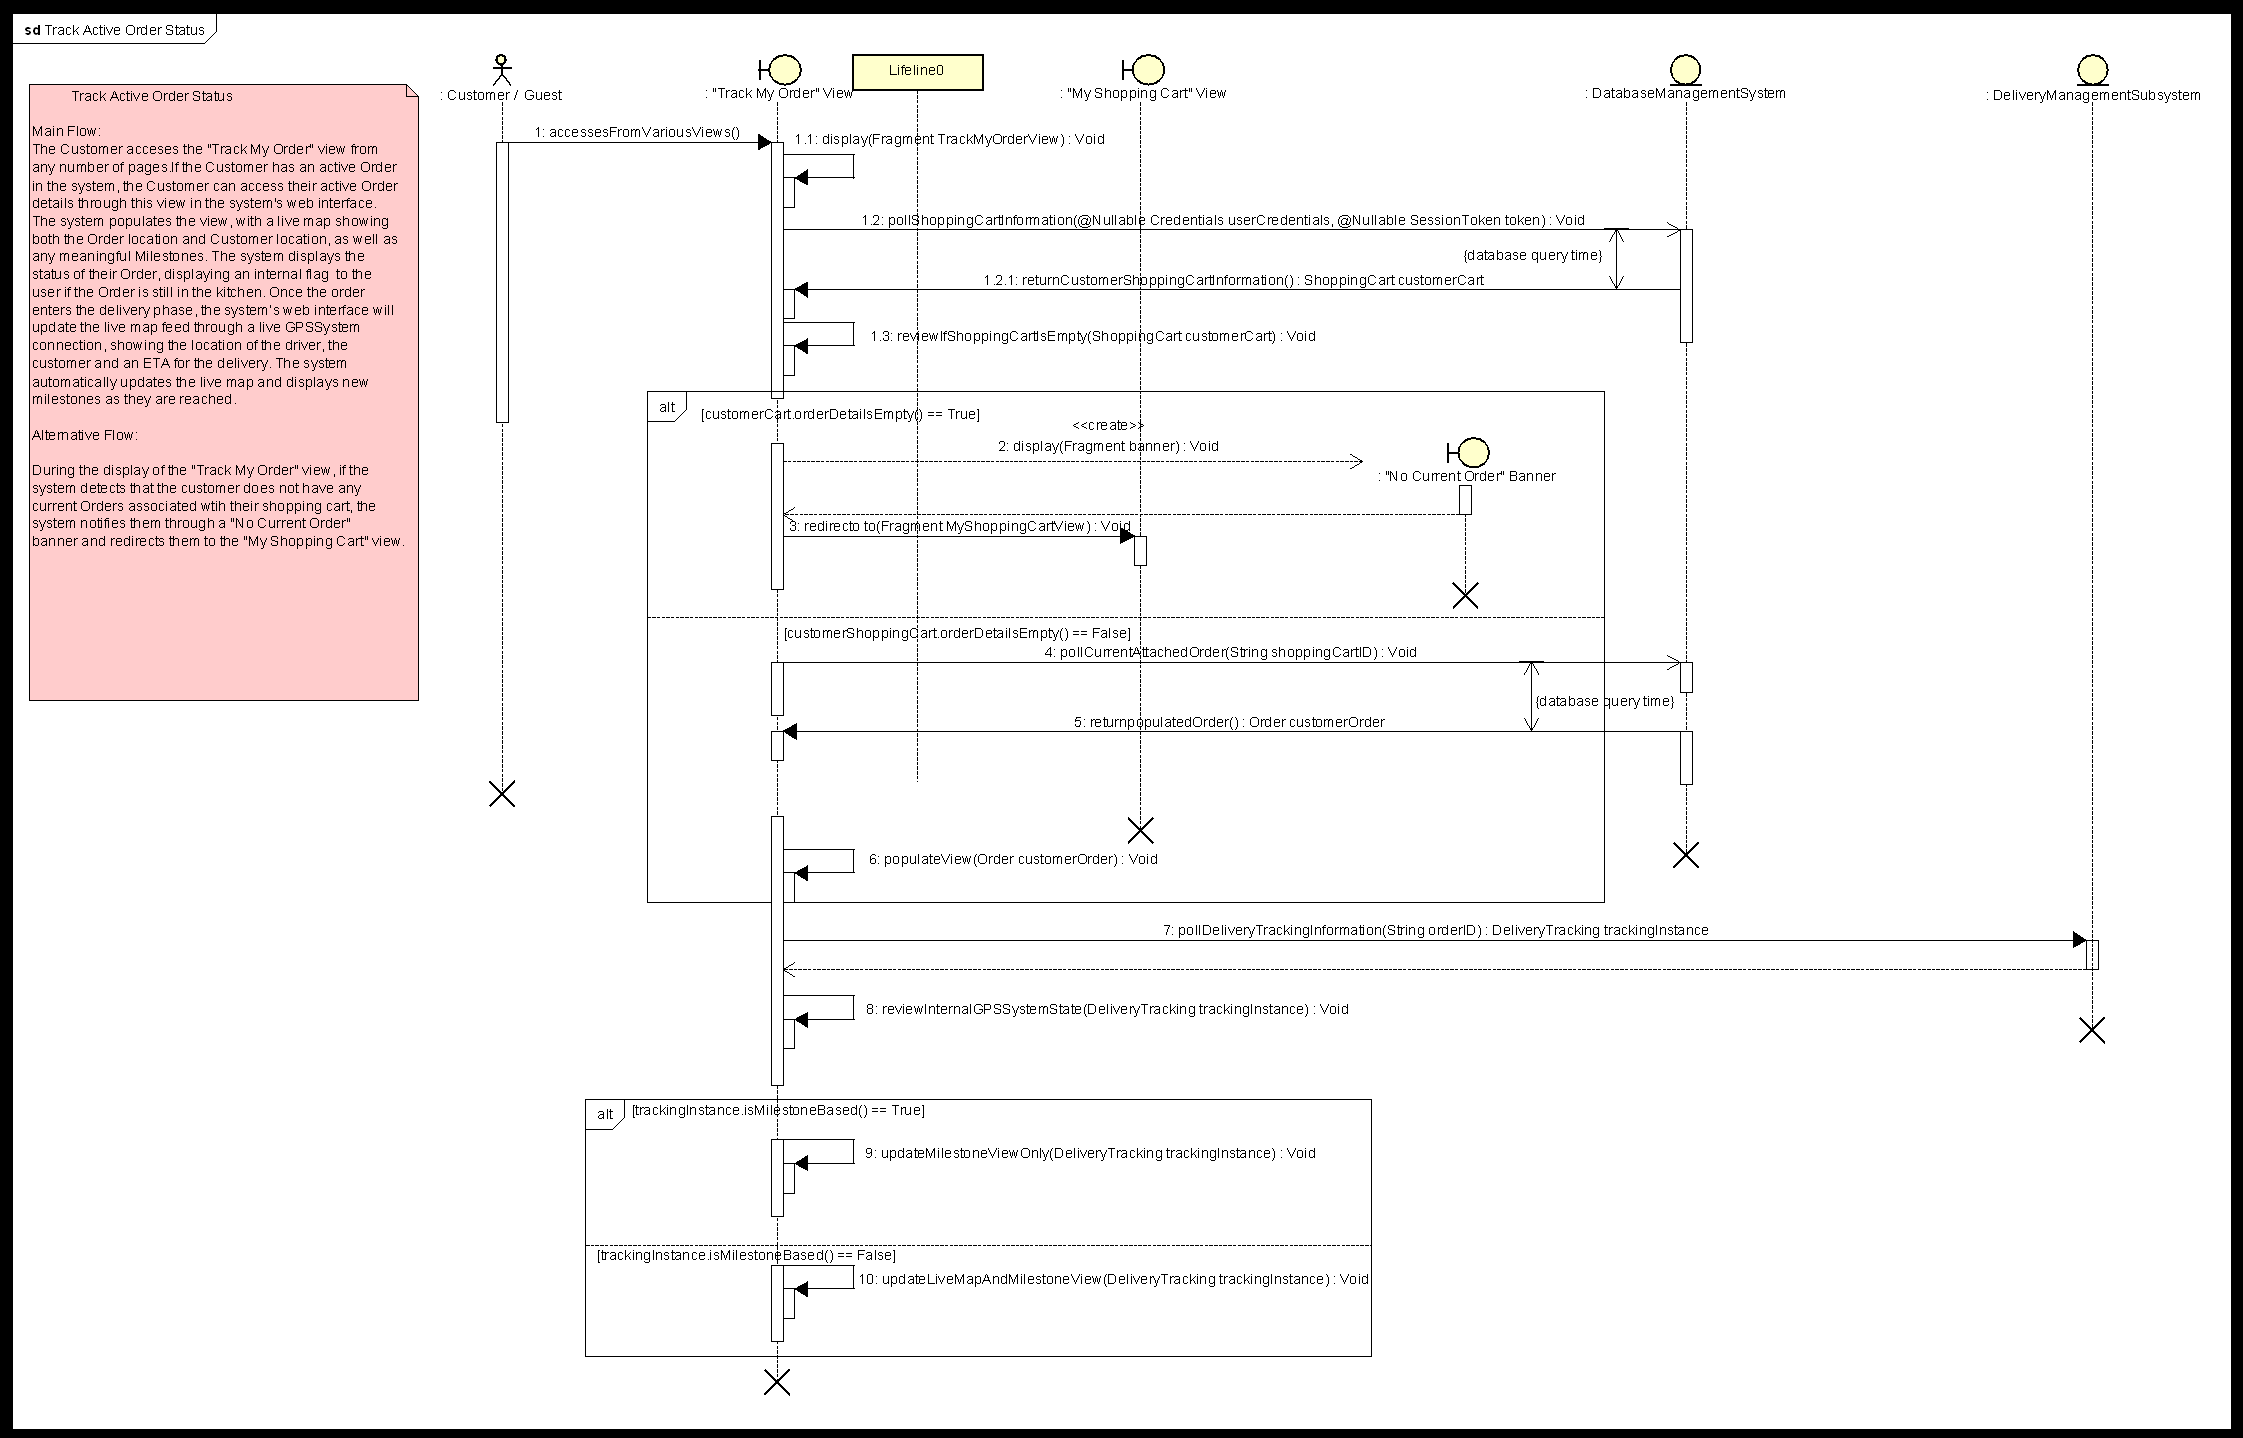 sd Track Active Order Status
: Customer / Guest
: "Track My Order" View
Lifeline0
: "My Shopping Cart" View
: DatabaseManagementSystem
: DeliveryManagementSubsystem
Track Active Order Status
Main Flow:
The Customer acceses the "Track My Order" view from
any number of pages.If the Customer has an active Order
in the system, the Customer can access their active Order
details through this view in the system's web interface.
The system populates the view, with a live map showing
both the Order location and Customer location, as well as
any meaningful Milestones. The system displays the
status of their Order, displaying an internal flag  to the
user if the Order is still in the kitchen. Once the order
enters the delivery phase, the system's web interface will
update the live map feed through a live GPSSystem
connection, showing the location of the driver, the
customer and an ETA for the delivery. The system
automatically updates the live map and displays new
milestones as they are reached.
Alternative Flow:
During the display of the "Track My Order" view, if the
system detects that the customer does not have any
current Orders associated wtih their shopping cart, the
system notifies them through a "No Current Order"
banner and redirects them to the "My Shopping Cart" view.
1: accessesFromVariousViews()
1.1: display(Fragment TrackMyOrderView) : Void
1.2: pollShoppingCartInformation(@Nullable Credentials userCredentials, @Nullable SessionToken token) : Void
{database query time}
1.2.1: returnCustomerShoppingCartInformation() : ShoppingCart customerCart
1.3: reviewIfShoppingCartIsEmpty(ShoppingCart customerCart) : Void
alt
[customerCart.orderDetailsEmpty() == True]
<<create>>
2: display(Fragment banner) : Void
: "No Current Order" Banner
3: redirecto to(Fragment MyShoppingCartView) : Void
[customerShoppingCart.orderDetailsEmpty() == False]
4: pollCurrentAttachedOrder(String shoppingCartID) : Void
{database query time}
5: returnpopulatedOrder() : Order customerOrder
6: populateView(Order customerOrder) : Void
7: pollDeliveryTrackingInformation(String orderID) : DeliveryTracking trackingInstance
8: reviewInternalGPSSystemState(DeliveryTracking trackingInstance) : Void
alt
[trackingInstance.isMilestoneBased() == True]
9: updateMilestoneViewOnly(DeliveryTracking trackingInstance) : Void
[trackingInstance.isMilestoneBased() == False]
10: updateLiveMapAndMilestoneView(DeliveryTracking trackingInstance) : Void